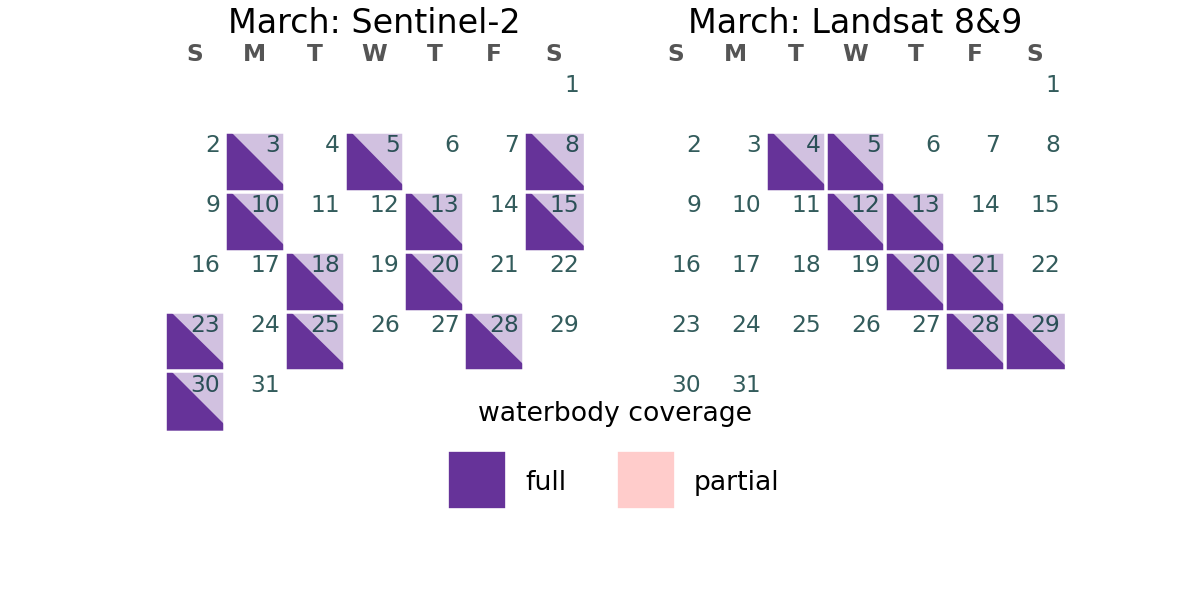 March: Sentinel-2
S M T W T F S
1
2 3 4 5 6 7 8
9 10 11 12 13 14 15
16 17 18 19 20 21 22
23 24 25 26 27 28 29
30 31
March: Landsat 8&9
S M T W T F S
1
2 3 4 5 6 7 8
9 10 11 12 13 14 15
16 17 18 19 20 21 22
23 24 25 26 27 28 29
30 31
waterbody coverage
full partial